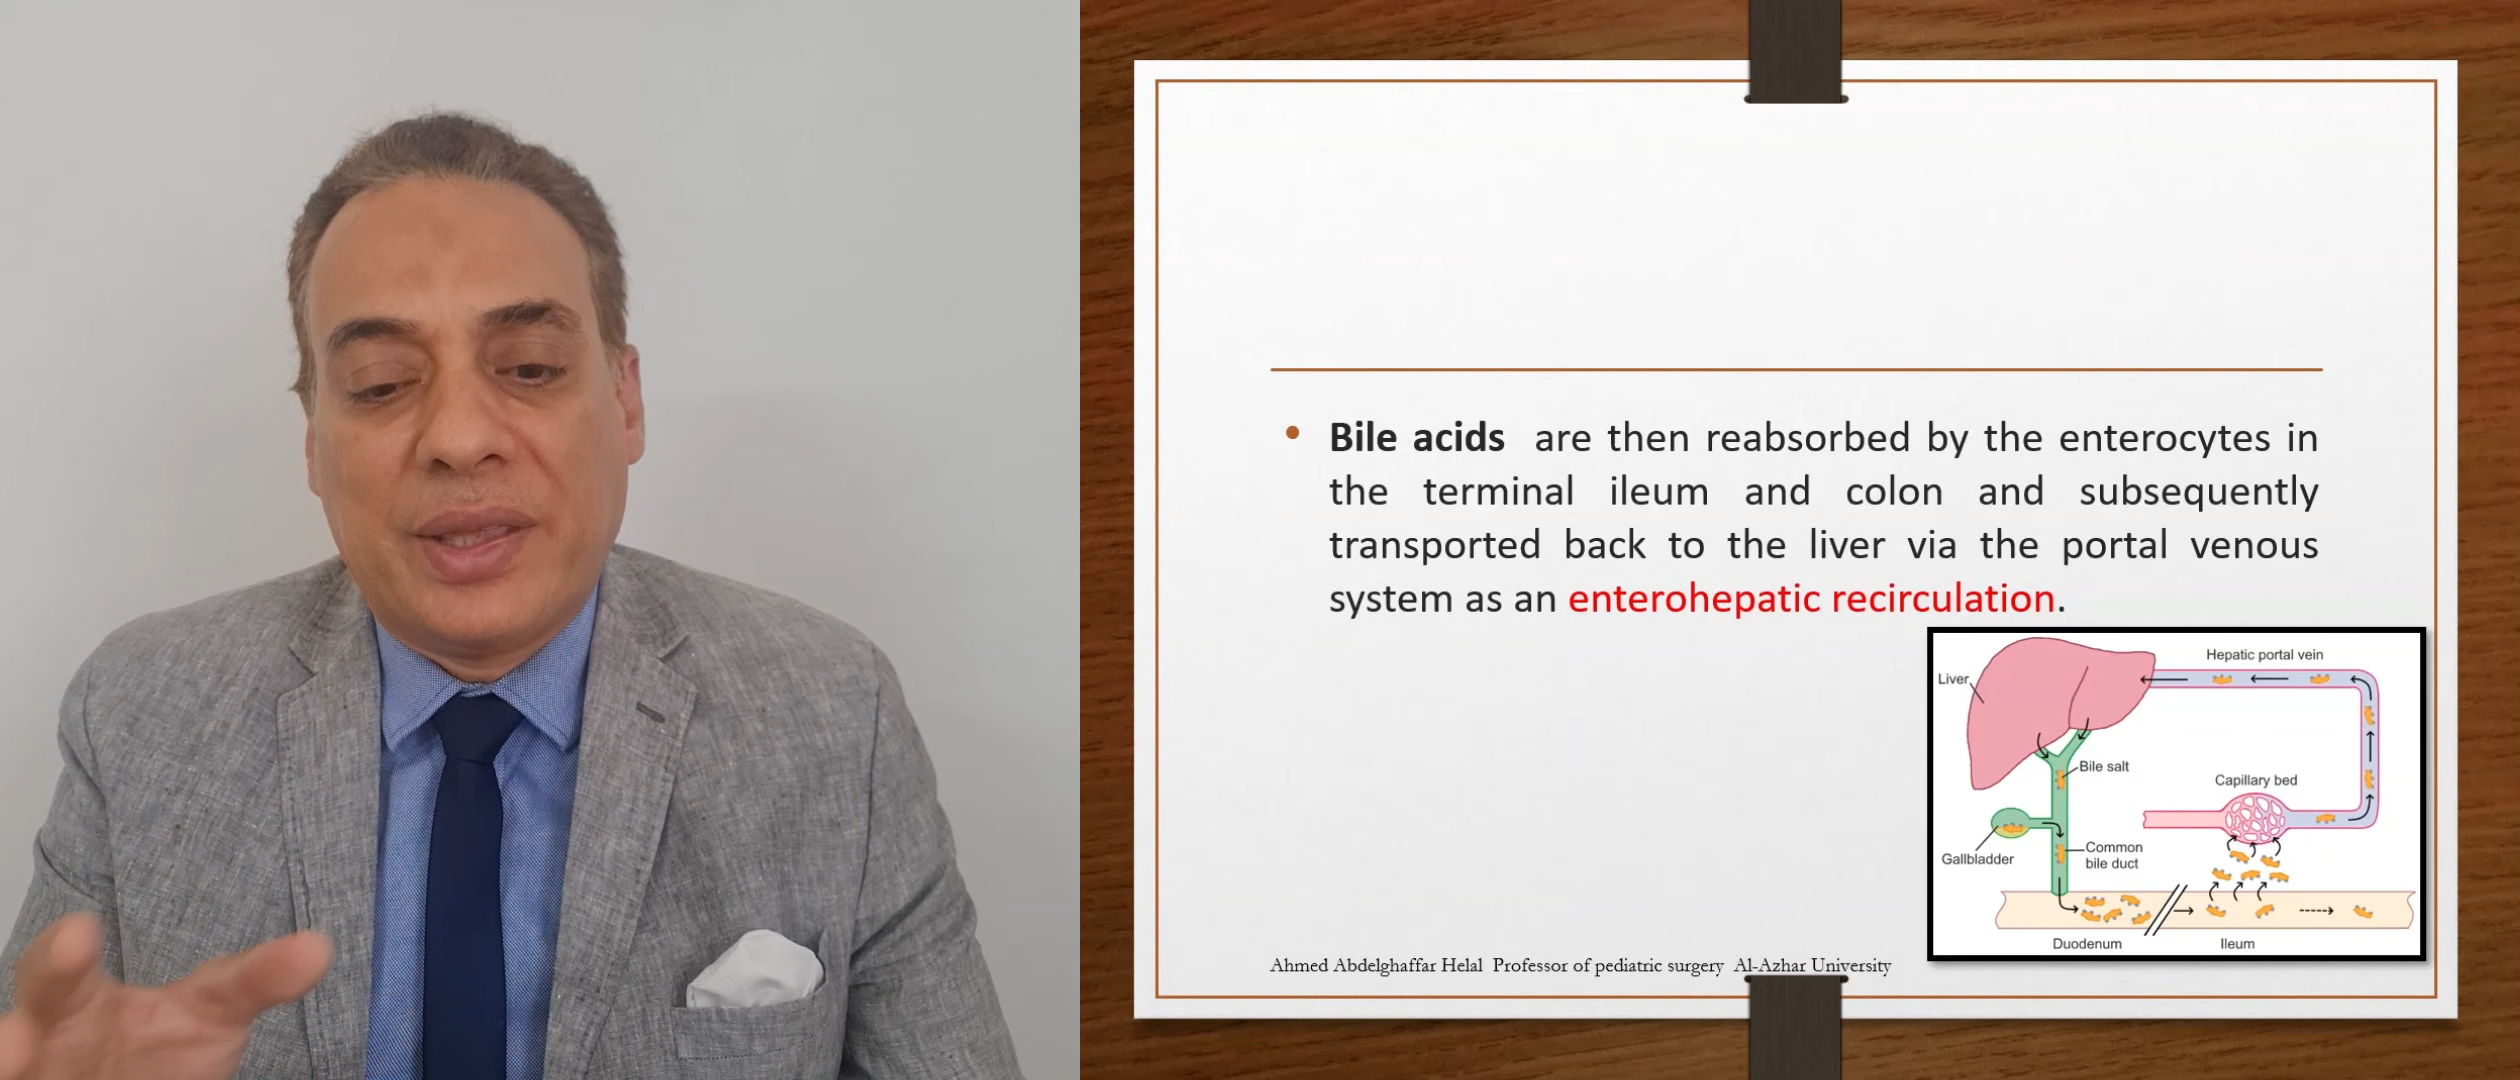 Bile acids are then reabsorbed by the enterocytes in
the terminal ileum and colon and subsequently
transported back to the liver via the portal venous
system as an enterohepatic recirculation.
Hepatic portal vein
Liver
Bile salt
Capillary bed
Common
bile duct
Gallbladder
Duodenum
Ileum
Ahmed Abdelghaffar Helal Professor of pediatric surgery Al-Azhar University